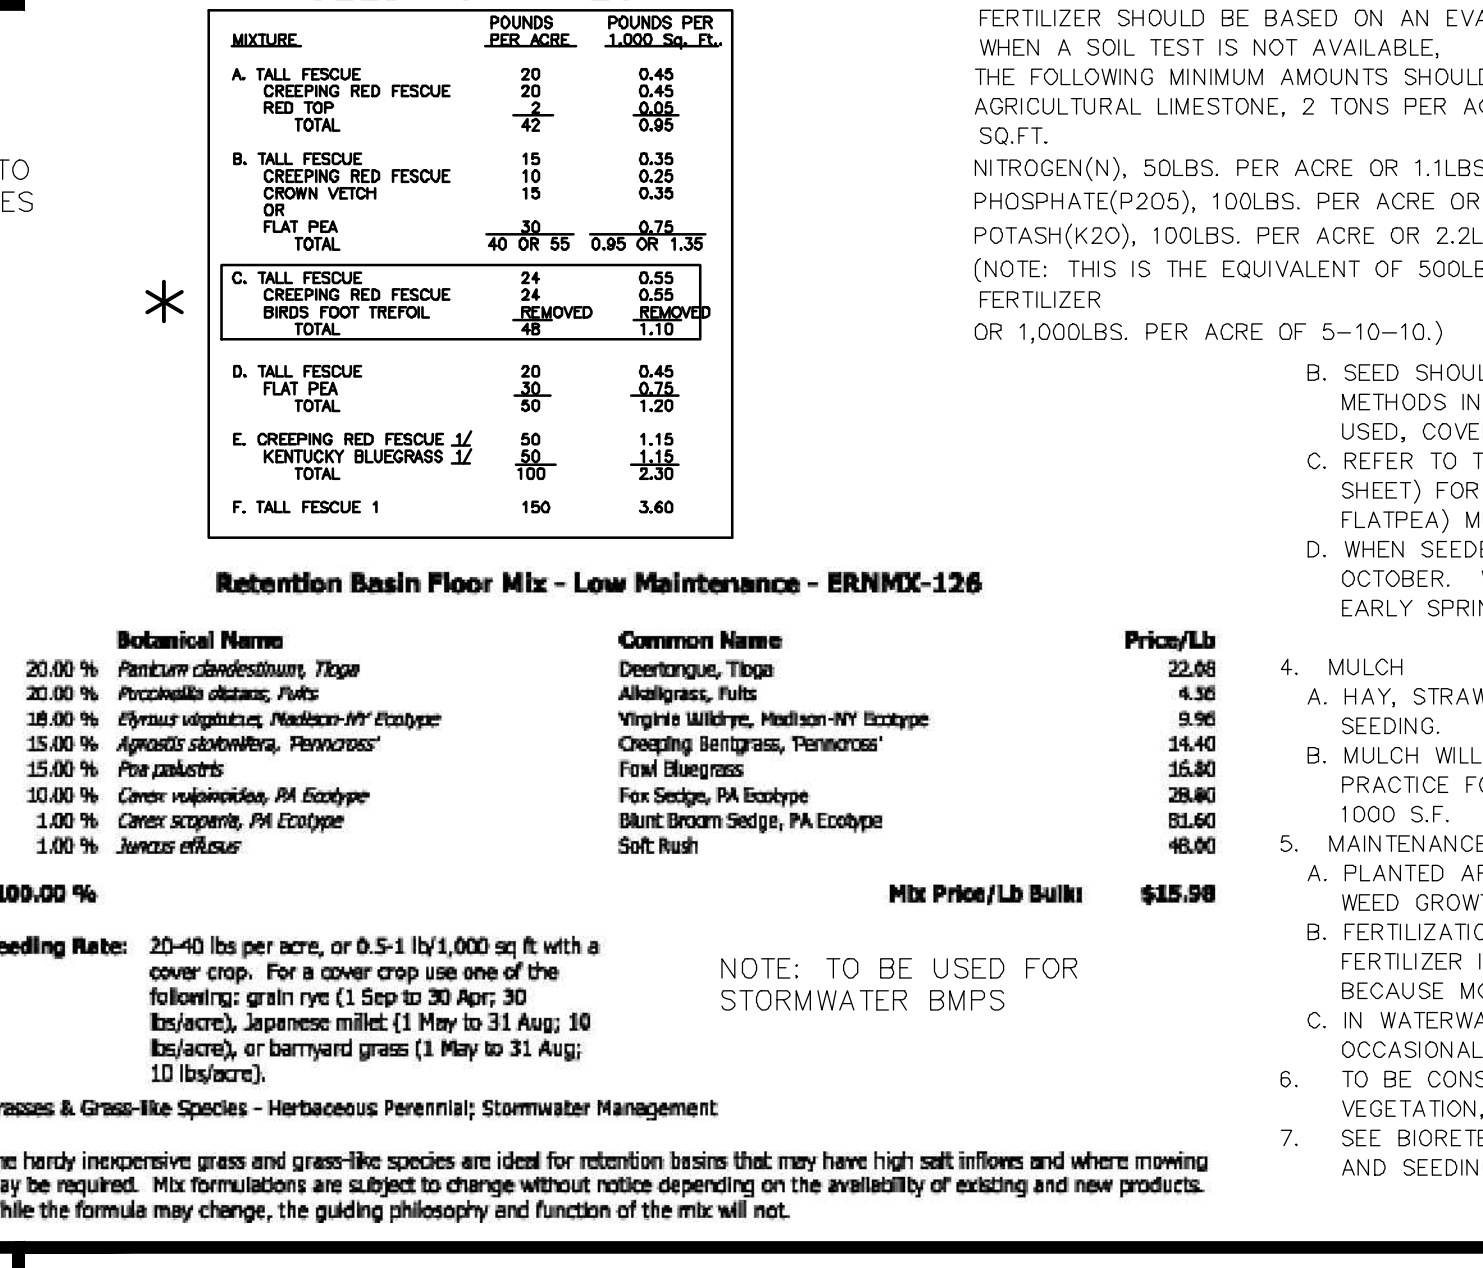 MIXTURE POUNDS PER ACRE POUNDS PER 1,000 Sq. Ft.
A. TALL FESCUE 20 0.45
CREEPING RED FESCUE 20 0.45
RED TOP 2 0.05
TOTAL 42 0.95
B. TALL FESCUE 15 0.35
CREEPING RED FESCUE 10 0.25
CROWN VETCH 15 0.35
OR
FLAT PEA 30 0.75
TOTAL 40 OR 55 0.95 OR 1.35
C. TALL FESCUE 24 0.55
CREEPING RED FESCUE 24 0.55
BIRDS FOOT TREFOIL REMOVED REMOVED
TOTAL 48 1.10
D. TALL FESCUE 20 0.45
FLAT PEA 30 0.75
TOTAL 50 1.20
E. CREEPING RED FESCUE 1/ 50 1.15
KENTUCKY BLUEGRASS 1/ 50 1.15
TOTAL 100 2.30
F. TALL FESCUE 1 150 3.60
TO
ES
Retention Basin Floor Mix - Low Maintenance - ERNMX-126
Botanical Name Common Name Price/Lb
20.00 % Panicum clandestinum, Tioga Deertongue, Tioga 22.08
20.00 % Puccinellia distans, Fults Alkaligrass, Fults 4.36
18.00 % Elymus virginicus, Madison-NY Ecotype Virginia Wildrye, Madison-NY Ecotype 9.96
15.00 % Agrostis stolonifera, 'Penncross' Creeping Bentgrass, 'Penncross' 14.40
15.00 % Poa palustris Fowl Bluegrass 16.80
10.00 % Carex vulpinoidea, PA Ecotype Fox Sedge, PA Ecotype 28.80
1.00 % Carex scoparia, PA Ecotype Blunt Broom Sedge, PA Ecotype 81.60
1.00 % Juncus effusus Soft Rush 48.00
100.00 % Mix Price/Lb Bulk: $15.98
eeding Rate: 20-40 lbs per acre, or 0.5-1 lb/1,000 sq ft with a
cover crop. For a cover crop use one of the
following: grain rye (1 Sep to 30 Apr; 30
lbs/acre), Japanese millet (1 May to 31 Aug; 10
lbs/acre), or barnyard grass (1 May to 31 Aug;
10 lbs/acre).
NOTE: TO BE USED FOR
STORMWATER BMPS
rasses & Grass-like Species - Herbaceous Perennial; Stormwater Management
he hardy inexpensive grass and grass-like species are ideal for retention basins that may have high salt inflows and where mowing
ay be required. Mix formulations are subject to change without notice depending on the availability of existing and new products.
hile the formula may change, the guiding philosophy and function of the mix will not.
FERTILIZER SHOULD BE BASED ON AN EVA
WHEN A SOIL TEST IS NOT AVAILABLE,
THE FOLLOWING MINIMUM AMOUNTS SHOULD
AGRICULTURAL LIMESTONE, 2 TONS PER AC
SQ.FT.
NITROGEN(N), 50LBS. PER ACRE OR 1.1LBS
PHOSPHATE(P2O5), 100LBS. PER ACRE OR
POTASH(K2O), 100LBS. PER ACRE OR 2.2L
(NOTE: THIS IS THE EQUIVALENT OF 500LB
FERTILIZER
OR 1,000LBS. PER ACRE OF 5-10-10.)
B. SEED SHOUL
METHODS IN
USED, COVE
C. REFER TO T
SHEET) FOR
FLATPEA) M
D. WHEN SEEDE
OCTOBER.
EARLY SPRIN
4. MULCH
A. HAY, STRAW
SEEDING.
B. MULCH WILL
PRACTICE FO
1000 S.F.
5. MAINTENANCE
A. PLANTED AR
WEED GROWT
B. FERTILIZATIO
FERTILIZER I
BECAUSE MO
C. IN WATERWA
OCCASIONAL
6. TO BE CONS
VEGETATION,
7. SEE BIORETE
AND SEEDIN